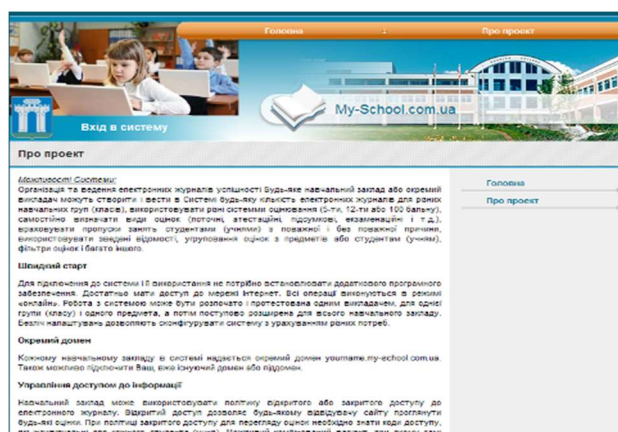 Головна
Про проект
My-School.com.ua
Вхід в систему
Про проект
Можливості Системи:
Організація та ведення електронних журналів успішності Будь-яке навчальний заклад або окремий
викладач можуть створити і вести в Системі будь-яку кількість електронних журналів для різних
навчальних груп (класів), використовувати різні системи оцінювання (5-ти, 12-ти або 100 бальну),
самостійно визначати види оцінок (поточні, атестаційні, підсумкові, екзаменаційні і т.д.),
враховувати пропуски занять студентами (учнями) з поважної і без поважної причини,
використовувати зведені відомості, угруповання оцінок з предметів або студентам (учням),
фільтри оцінок і багато іншого.
Швидкий старт
Для підключення до системи і її використання не потрібно встановлювати додаткового програмного
забезпечення. Достатньо мати доступ до мережі Інтернет. Всі операції виконуються в режимі
«онлайн». Робота з системою може бути розпочато і протестована одним викладачем, для однієї
групи (класу) і одного предмета, а потім поступово розширена для всього навчального закладу.
Безліч налаштувань дозволяють сконфігурувати систему з урахуванням різних потреб.
Окремий домен
Кожному навчальному закладу в системі надається окремий домен yourname.my-school.com.ua.
Також можливо підключити Ваш, вже існуючий домен або піддомен.
Управління доступом до інформації
Навчальний заклад може використовувати політику відкритого або закритого доступу до
електронного журналу. Відкритий доступ дозволяє будь-якому відвідувачу сайту проглянути
будь-які оцінки. При політиці закритого доступу для перегляду оцінок необхідно знати коди доступу,
Головна
Про проект